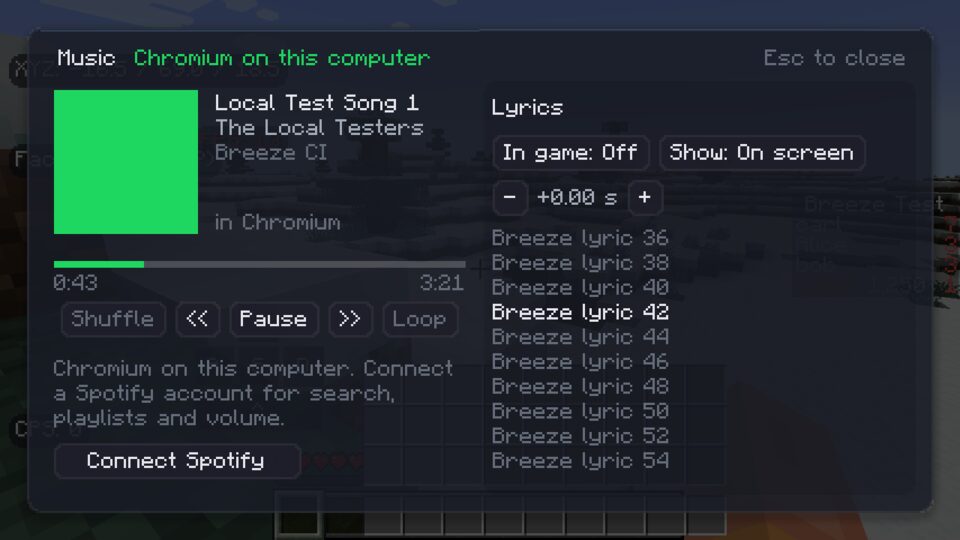 Music Chromium on this computer
Esc to close
Local Test Song 1
The Local Testers
Breeze CI
in Chromium
0:43
3:21
Shuffle << Pause >> Loop
Chromium on this computer. Connect
a Spotify account for search,
playlists and volume.
Connect Spotify
Lyrics
In game: Off Show: On screen
- +0.00 s +
Breeze lyric 36
Breeze lyric 38
Breeze lyric 40
Breeze lyric 42
Breeze lyric 44
Breeze lyric 46
Breeze lyric 48
Breeze lyric 50
Breeze lyric 52
Breeze lyric 54
Breeze Test